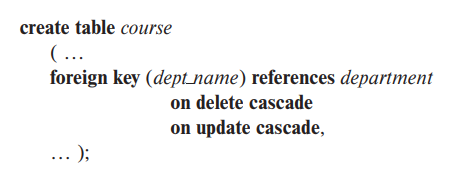 create table course
( …
foreign key (dept_name) references department
on delete cascade
on update cascade,
… );